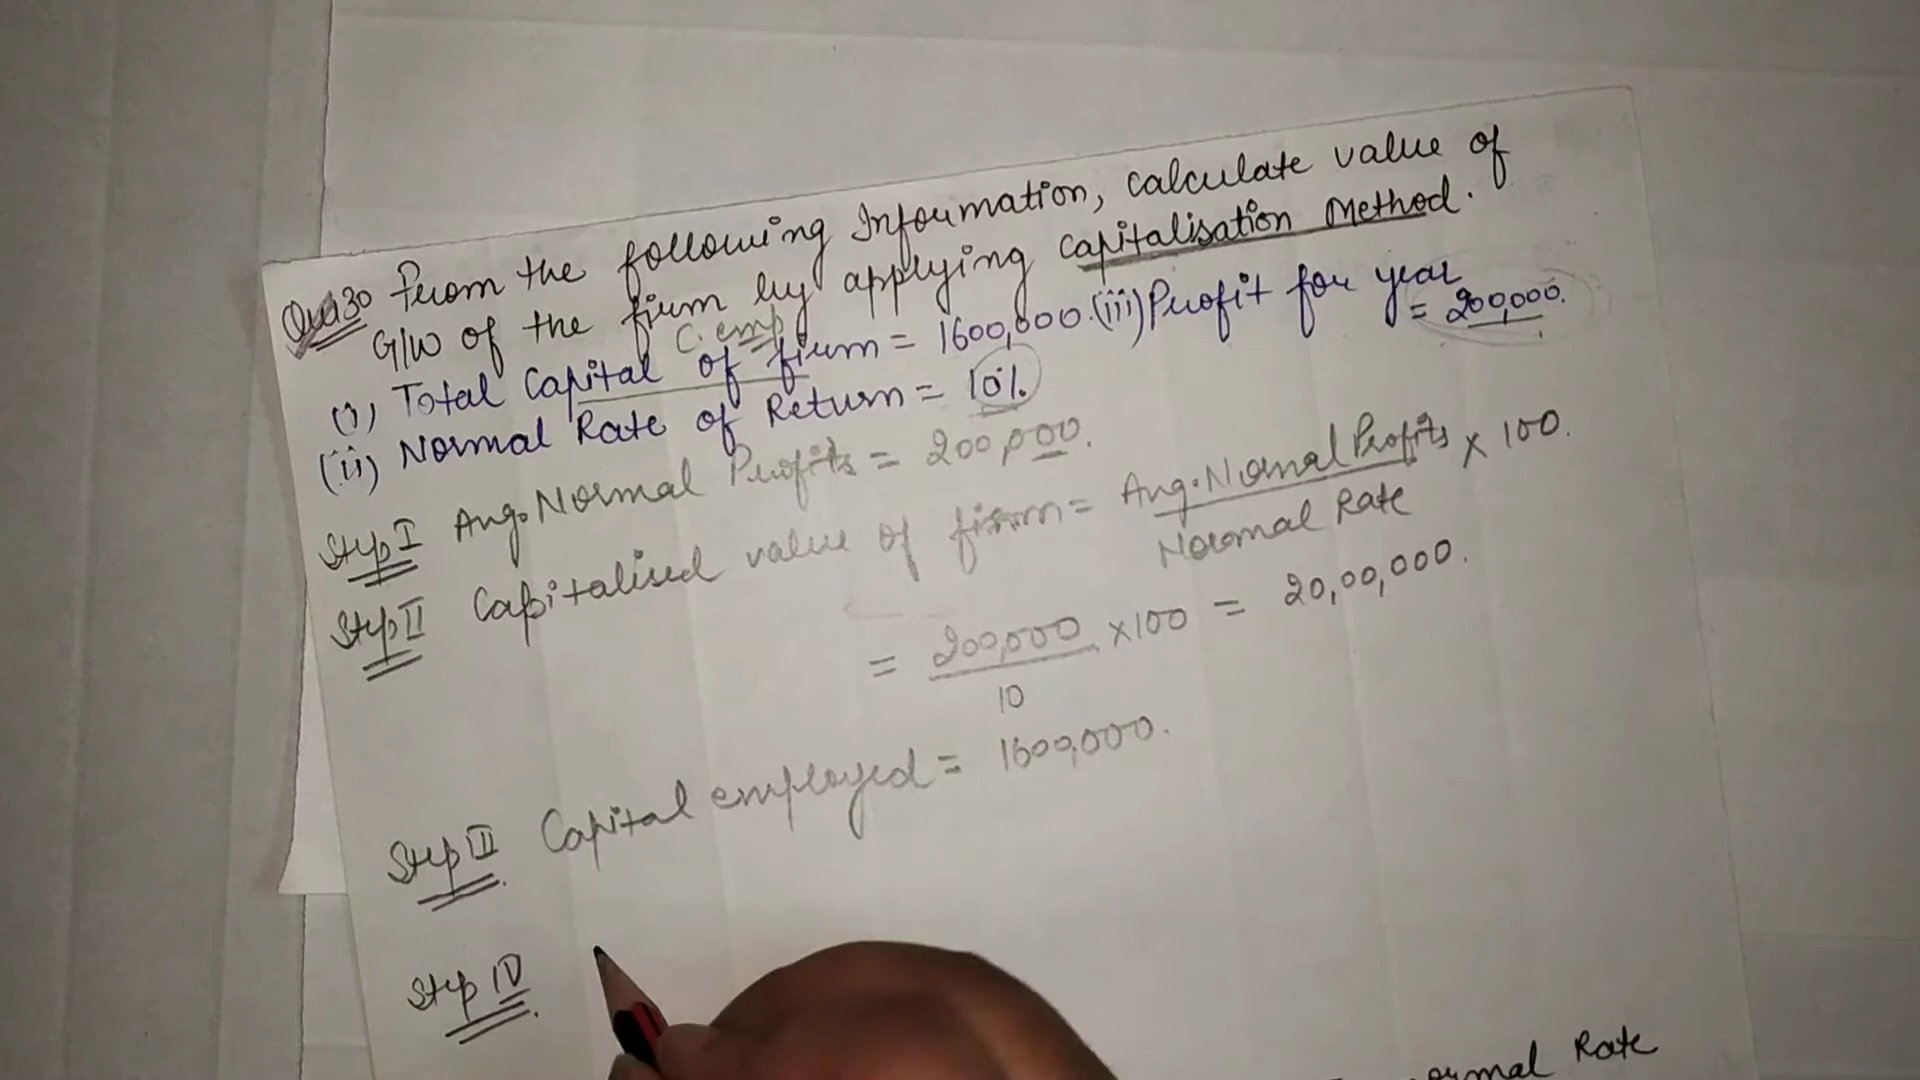 Que 30 From the following Information, calculate value of
G/W of the firm by applying capitalisation Method.
C. emp
(i) Total Capital of firm = 1600,000. (iii) Profit for year
= 200,000.
(ii) Normal Rate of Return = 10%.
Step I Avg. Normal Profits = 200,000.
Step II Capitalised value of firm = Avg. Normal Profits × 100.
Normal Rate
= 200,000 ×100 = 20,00,000.
10
Step III Capital employed = 1600,000.
Step IV
Rate